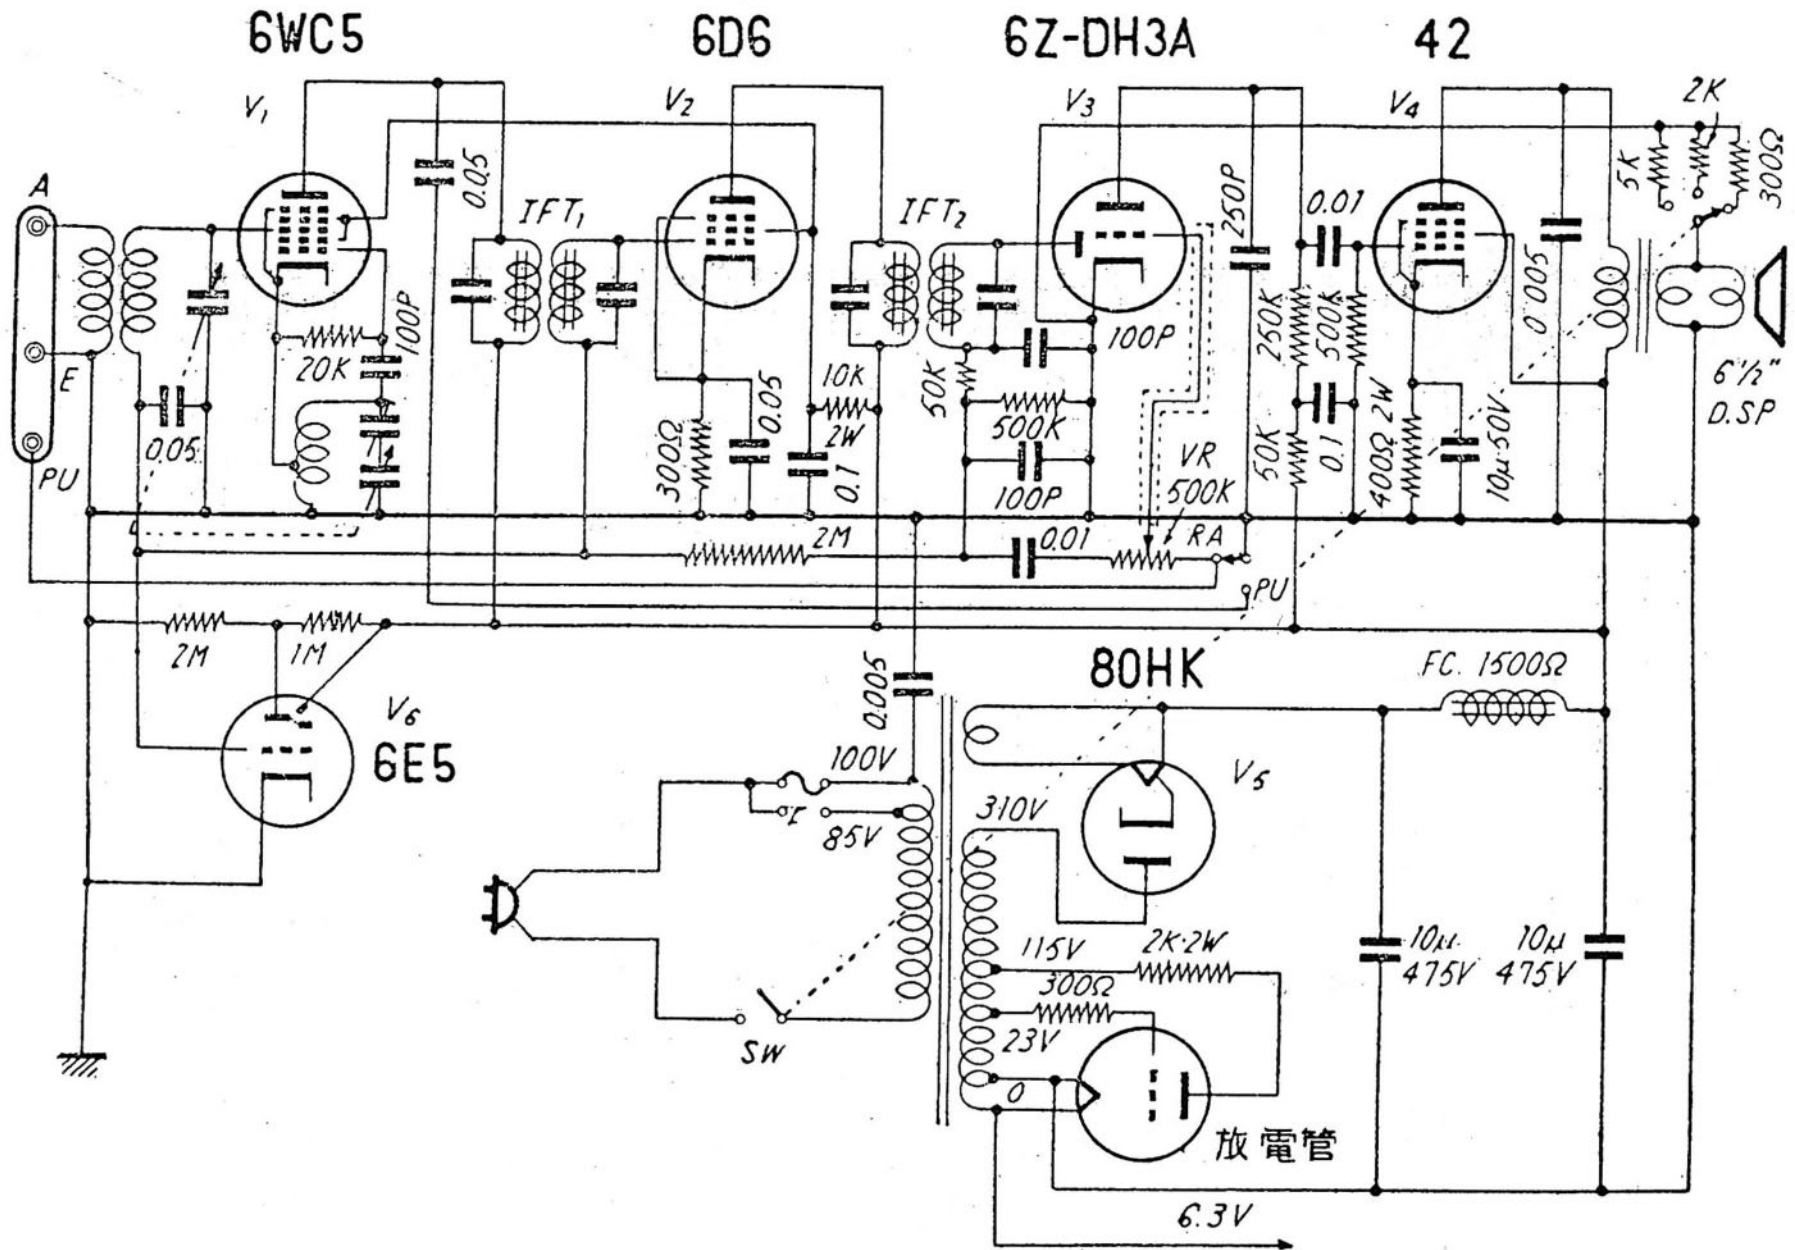 6WC5
6D6
6Z-DH3A
42
V1
V2
V3
V4
2K
A
0.05
5K
300Ω
IFT1
IFT2
250P
0.01
100P
100P
0.005
20K
250K
500K
E
0.05
10K
2W
50K
500K
6½"
D.SP
0.05
300Ω
0.1
100P
VR
500K
50K
0.1
400Ω 2W
10μ·50V
PU
2M
0.01
RA
PU
2M
1M
0.005
80HK
FC. 1500Ω
V6
6E5
100V
85V
310V
V5
115V
2K·2W
10μ
475V
10μ
475V
300Ω
23V
SW
0
放電管
6.3V